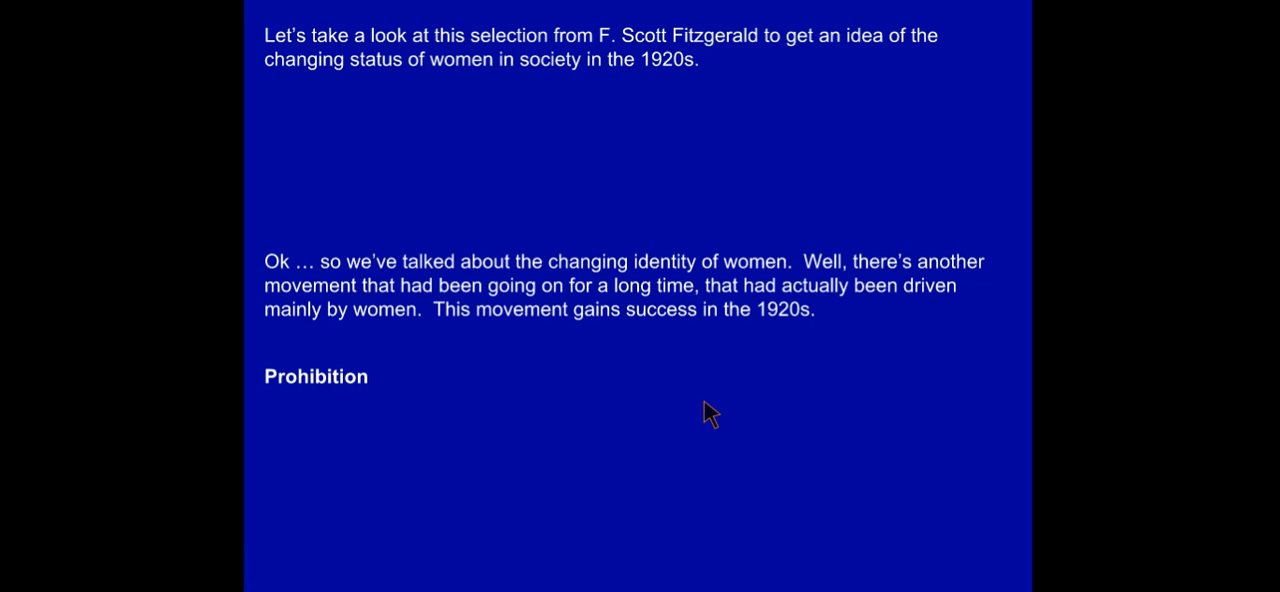 Let’s take a look at this selection from F. Scott Fitzgerald to get an idea of the
changing status of women in society in the 1920s.
Ok … so we’ve talked about the changing identity of women.  Well, there’s another
movement that had been going on for a long time, that had actually been driven
mainly by women.  This movement gains success in the 1920s.
Prohibition